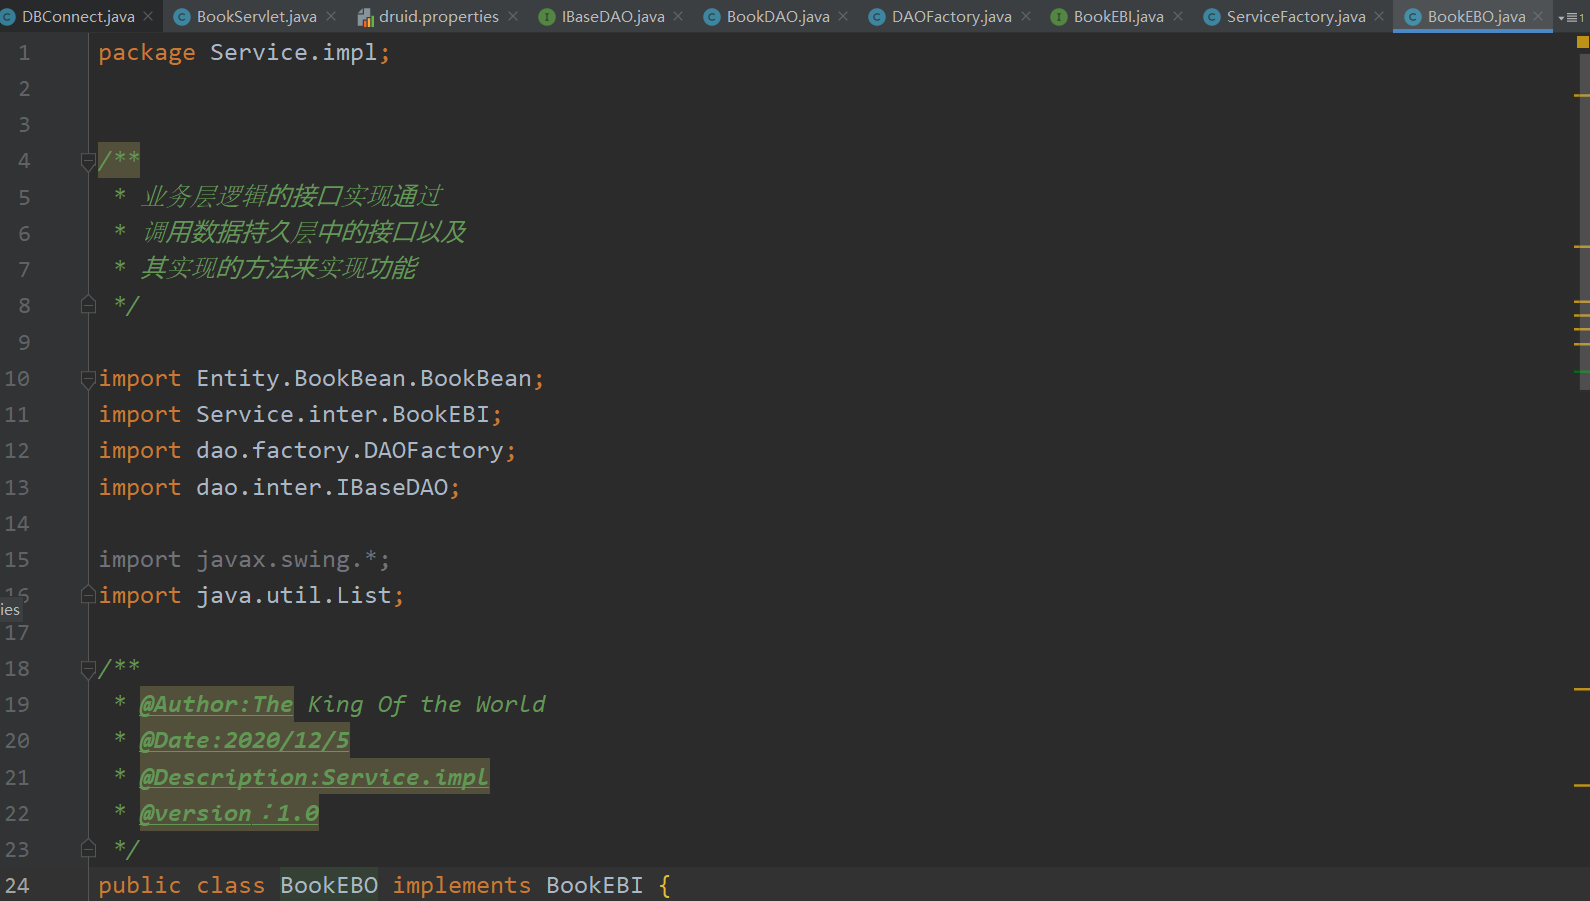 DBConnect.java BookServlet.java druid.properties IBaseDAO.java BookDAO.java DAOFactory.java BookEBI.java ServiceFactory.java BookEBO.java 1
1 package Service.impl;
2
3
4 /**
5 * 业务层逻辑的接口实现通过
6 * 调用数据持久层中的接口以及
7 * 其实现的方法来实现功能
8 */
9
10 import Entity.BookBean.BookBean;
11 import Service.inter.BookEBI;
12 import dao.factory.DAOFactory;
13 import dao.inter.IBaseDAO;
14
15 import javax.swing.*;
16 import java.util.List;
ies
17
18 /**
19 * @Author:The King Of the World
20 * @Date:2020/12/5
21 * @Description:Service.impl
22 * @version：1.0
23 */
24 public class BookEBO implements BookEBI {